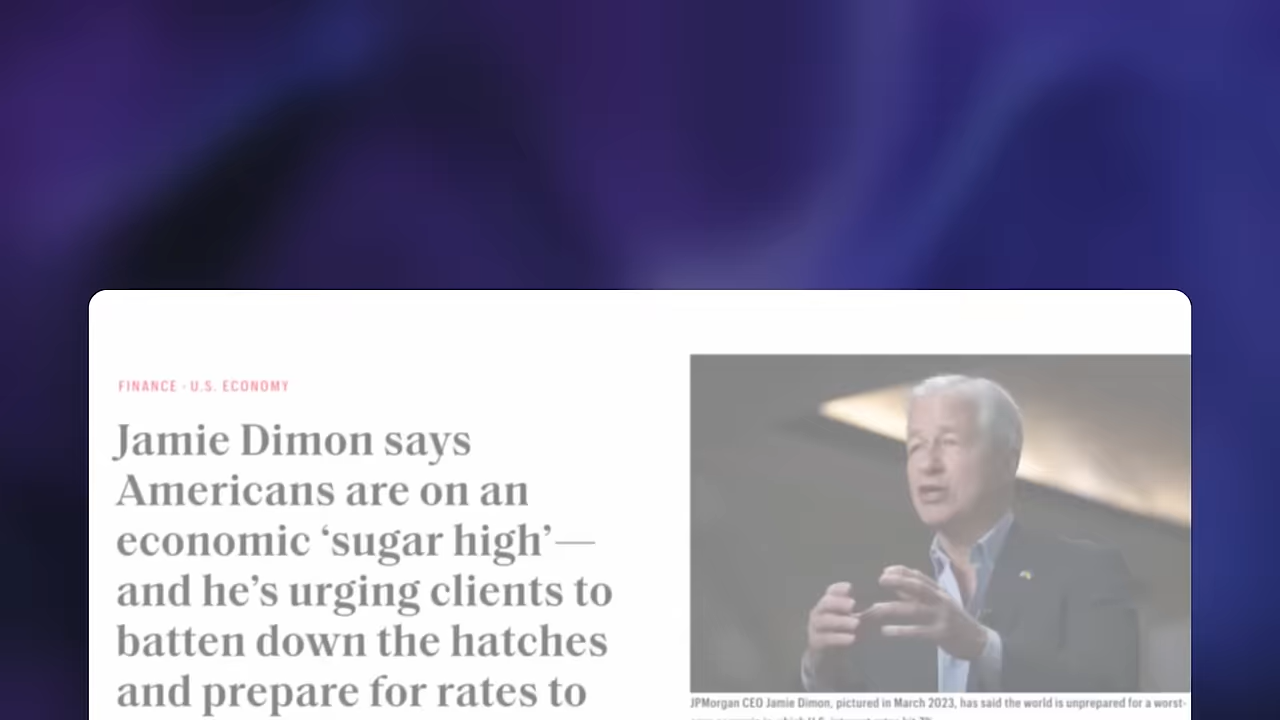 FINANCE · U.S. ECONOMY
Jamie Dimon says
Americans are on an
economic ‘sugar high’—
and he’s urging clients to
batten down the hatches
and prepare for rates to
JPMorgan CEO Jamie Dimon, pictured in March 2023, has said the world is unprepared for a worst-